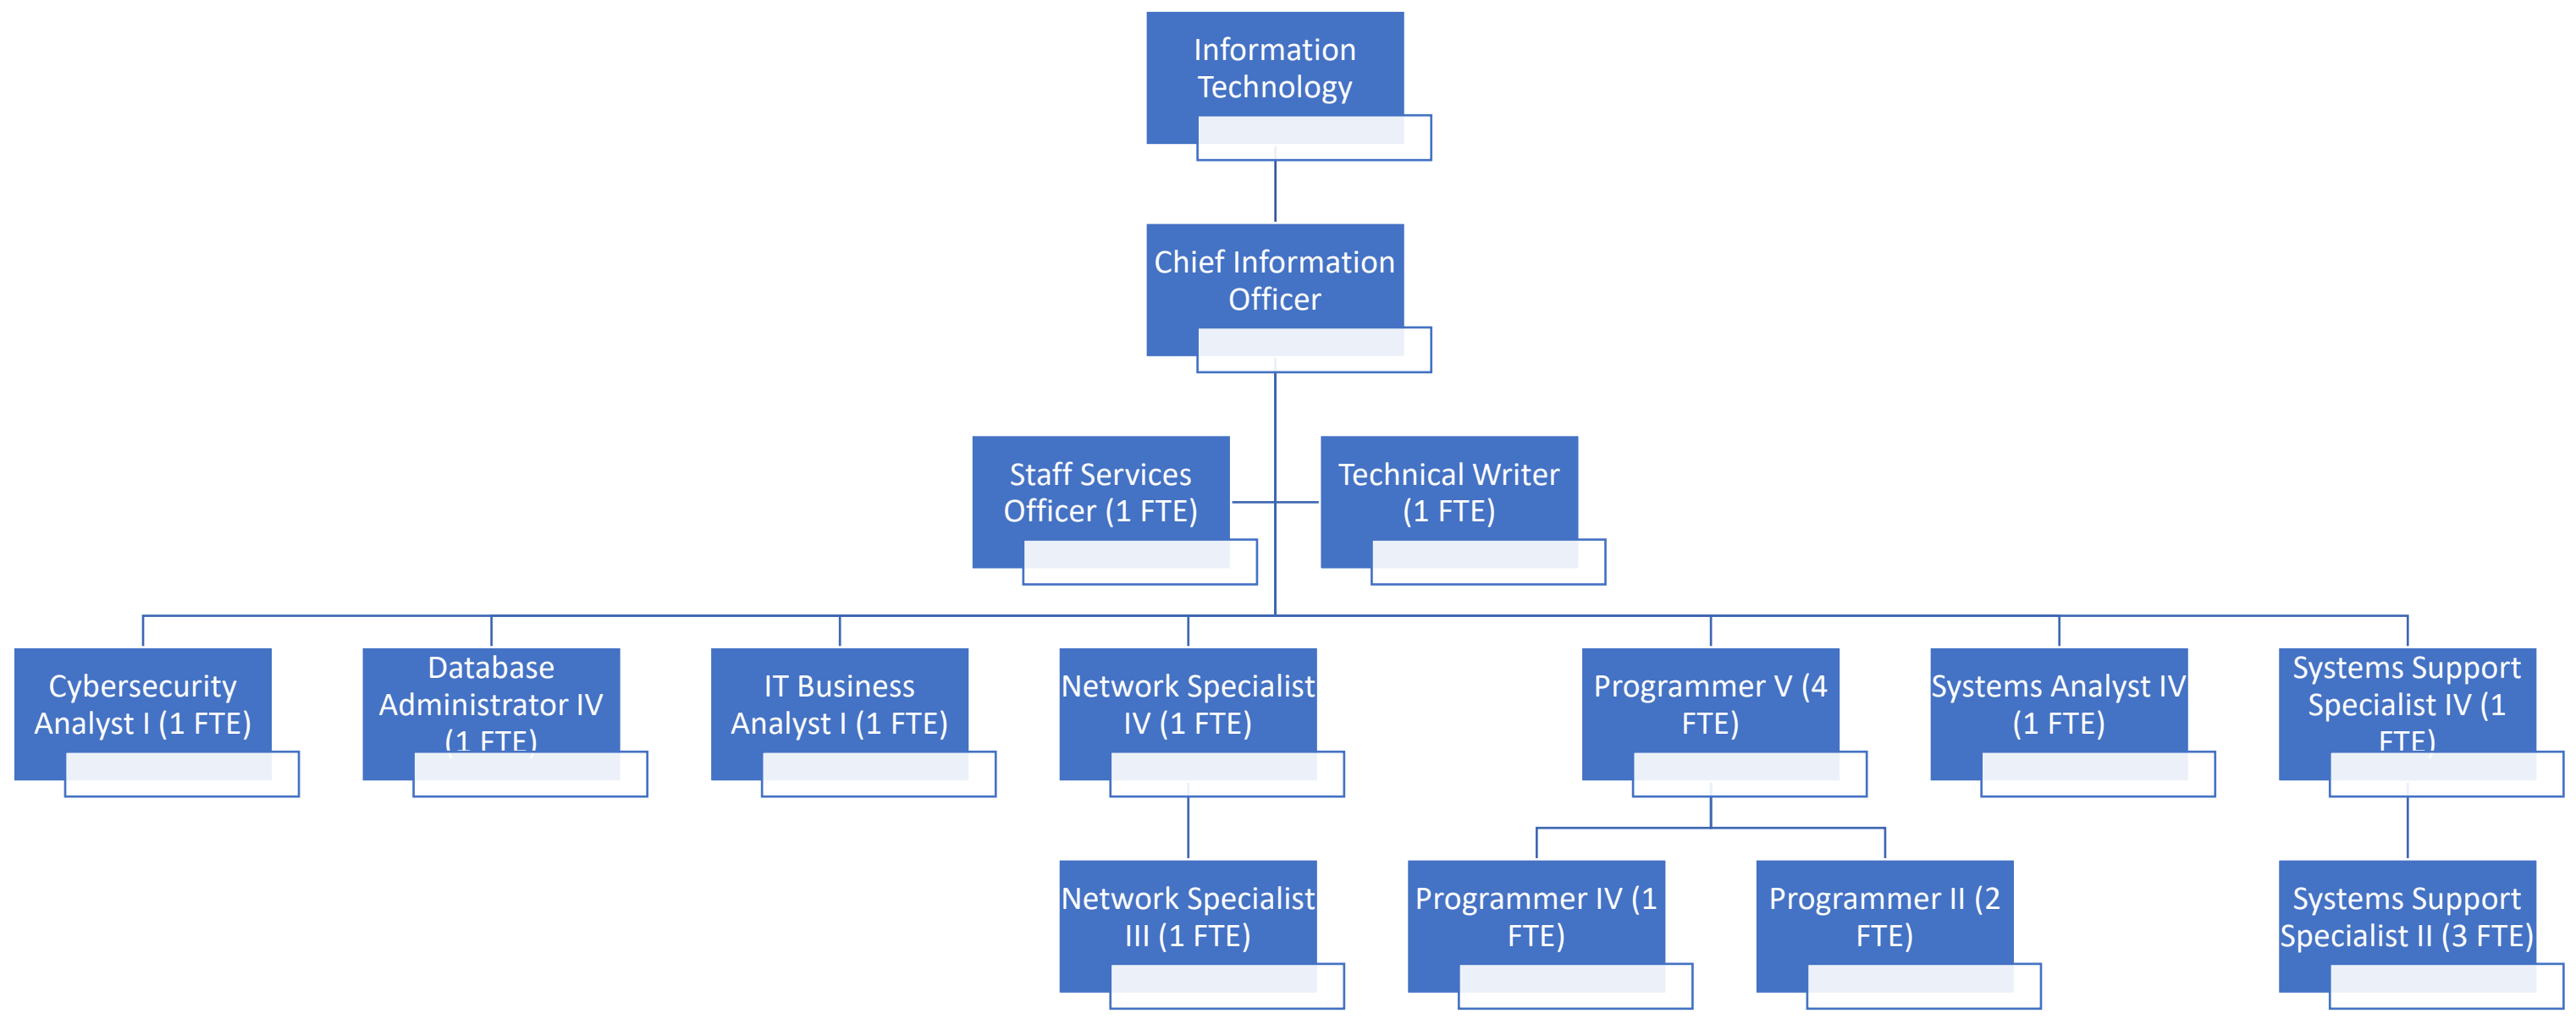 Information
Technology
Chief Information
Officer
Staff Services
Officer (1 FTE)
Technical Writer
(1 FTE)
Cybersecurity
Analyst I (1 FTE)
Database
Administrator IV
(1 FTE)
IT Business
Analyst I (1 FTE)
Network Specialist
IV (1 FTE)
Programmer V (4
FTE)
Systems Analyst IV
(1 FTE)
Systems Support
Specialist IV (1
FTE)
Network Specialist
III (1 FTE)
Programmer IV (1
FTE)
Programmer II (2
FTE)
Systems Support
Specialist II (3 FTE)